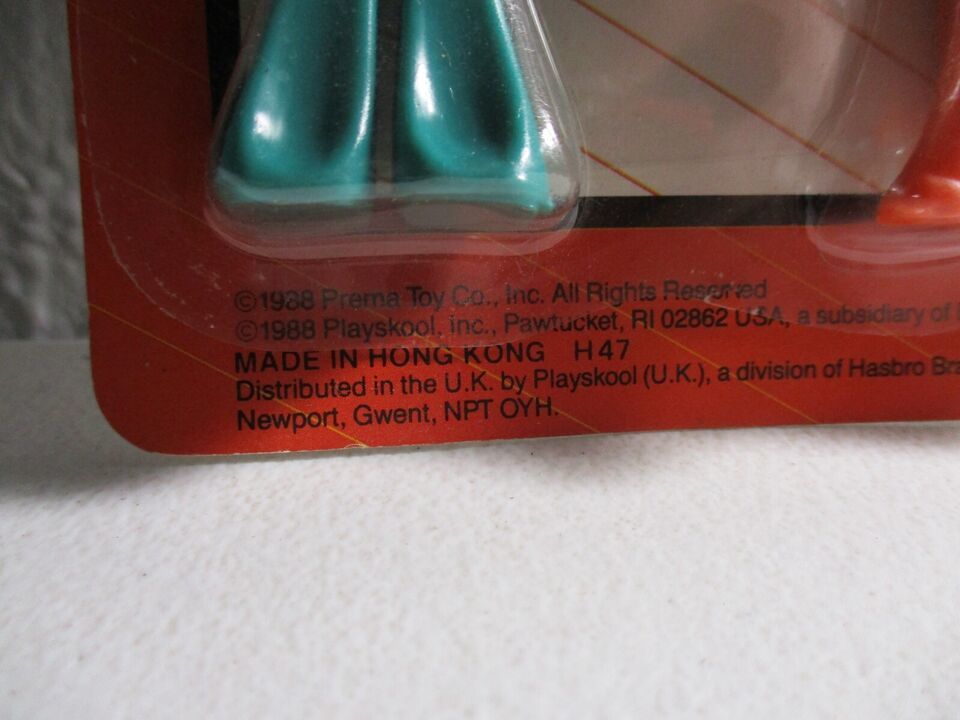 ©1988 Prema Toy Co., Inc. All Rights Reserved
©1988 Playskool, Inc., Pawtucket, RI 02862 USA, a subsidiary of
MADE IN HONG KONG H47
Distributed in the U.K. by Playskool (U.K.), a division of Hasbro Bra
Newport, Gwent, NPT OYH.